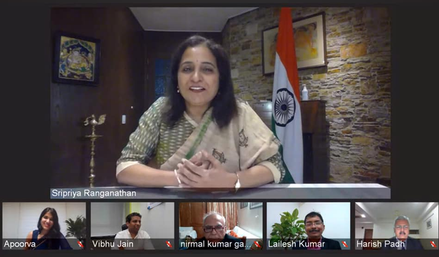 Sripriya Ranganathan
Apoorva
Vibhu Jain
nirmal kumar ga...
Lailesh Kumar
Harish Padh